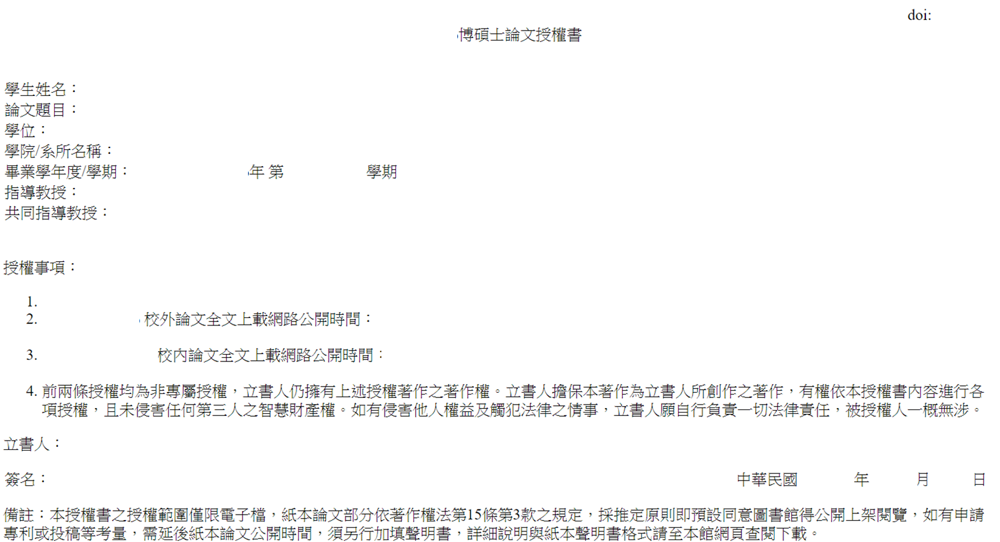 doi:
博碩士論文授權書
學生姓名：
論文題目：
學位：
學院/系所名稱：
畢業學年度/學期： 年 第 學期
指導教授：
共同指導教授：
授權事項：
1.
2. 校外論文全文上載網路公開時間：
3. 校內論文全文上載網路公開時間：
4. 前兩條授權均為非專屬授權，立書人仍擁有上述授權著作之著作權。立書人擔保本著作為立書人所創作之著作，有權依本授權書內容進行各
項授權，且未侵害任何第三人之智慧財產權。如有侵害他人權益及觸犯法律之情事，立書人願自行負責一切法律責任，被授權人一概無涉。
立書人：
簽名： 中華民國 年 月 日
備註：本授權書之授權範圍僅限電子檔，紙本論文部分依著作權法第15條第3款之規定，採推定原則即預設同意圖書館得公開上架閱覽，如有申請
專利或投稿等考量，需延後紙本論文公開時間，須另行加填聲明書，詳細說明與紙本聲明書格式請至本館網頁查閱下載。